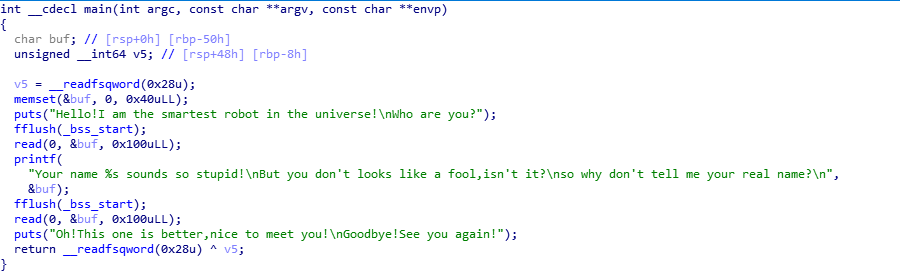 int __cdecl main(int argc, const char **argv, const char **envp)
{
char buf; // [rsp+0h] [rbp-50h]
unsigned __int64 v5; // [rsp+48h] [rbp-8h]
v5 = __readfsqword(0x28u);
memset(&buf, 0, 0x40uLL);
puts("Hello!I am the smartest robot in the universe!\nWho are you?");
fflush(_bss_start);
read(0, &buf, 0x100uLL);
printf(
"Your name %s sounds so stupid!\nBut you don't looks like a fool,isn't it?\nso why don't tell me your real name?\n",
&buf);
fflush(_bss_start);
read(0, &buf, 0x100uLL);
puts("Oh!This one is better,nice to meet you!\nGoodbye!See you again!");
return __readfsqword(0x28u) ^ v5;
}